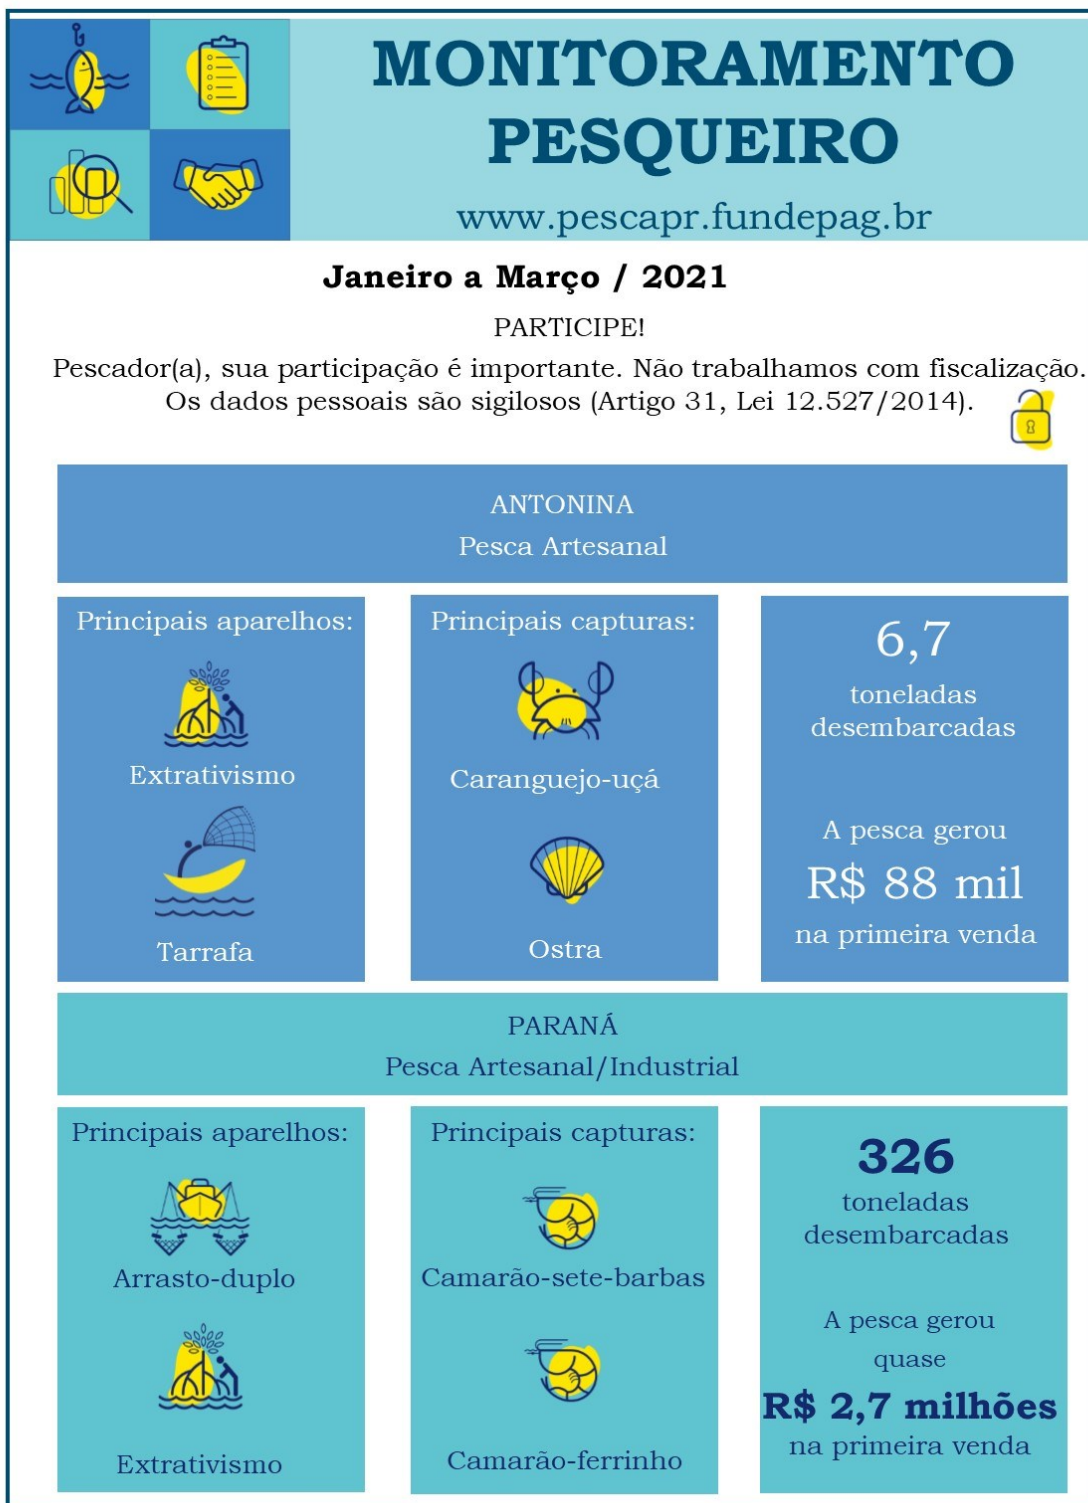 MONITORAMENTO
PESQUEIRO
www.pescapr.fundepag.br
Janeiro a Março / 2021
PARTICIPE!
Pescador(a), sua participação é importante. Não trabalhamos com fiscalização.
Os dados pessoais são sigilosos (Artigo 31, Lei 12.527/2014).
ANTONINA
Pesca Artesanal
Principais aparelhos:
Extrativismo
Tarrafa
Principais capturas:
Caranguejo-uçá
Ostra
6,7
toneladas
desembarcadas
A pesca gerou
R$ 88 mil
na primeira venda
PARANÁ
Pesca Artesanal/Industrial
Principais aparelhos:
Arrasto-duplo
Extrativismo
Principais capturas:
Camarão-sete-barbas
Camarão-ferrinho
326
toneladas
desembarcadas
A pesca gerou
quase
R$ 2,7 milhões
na primeira venda